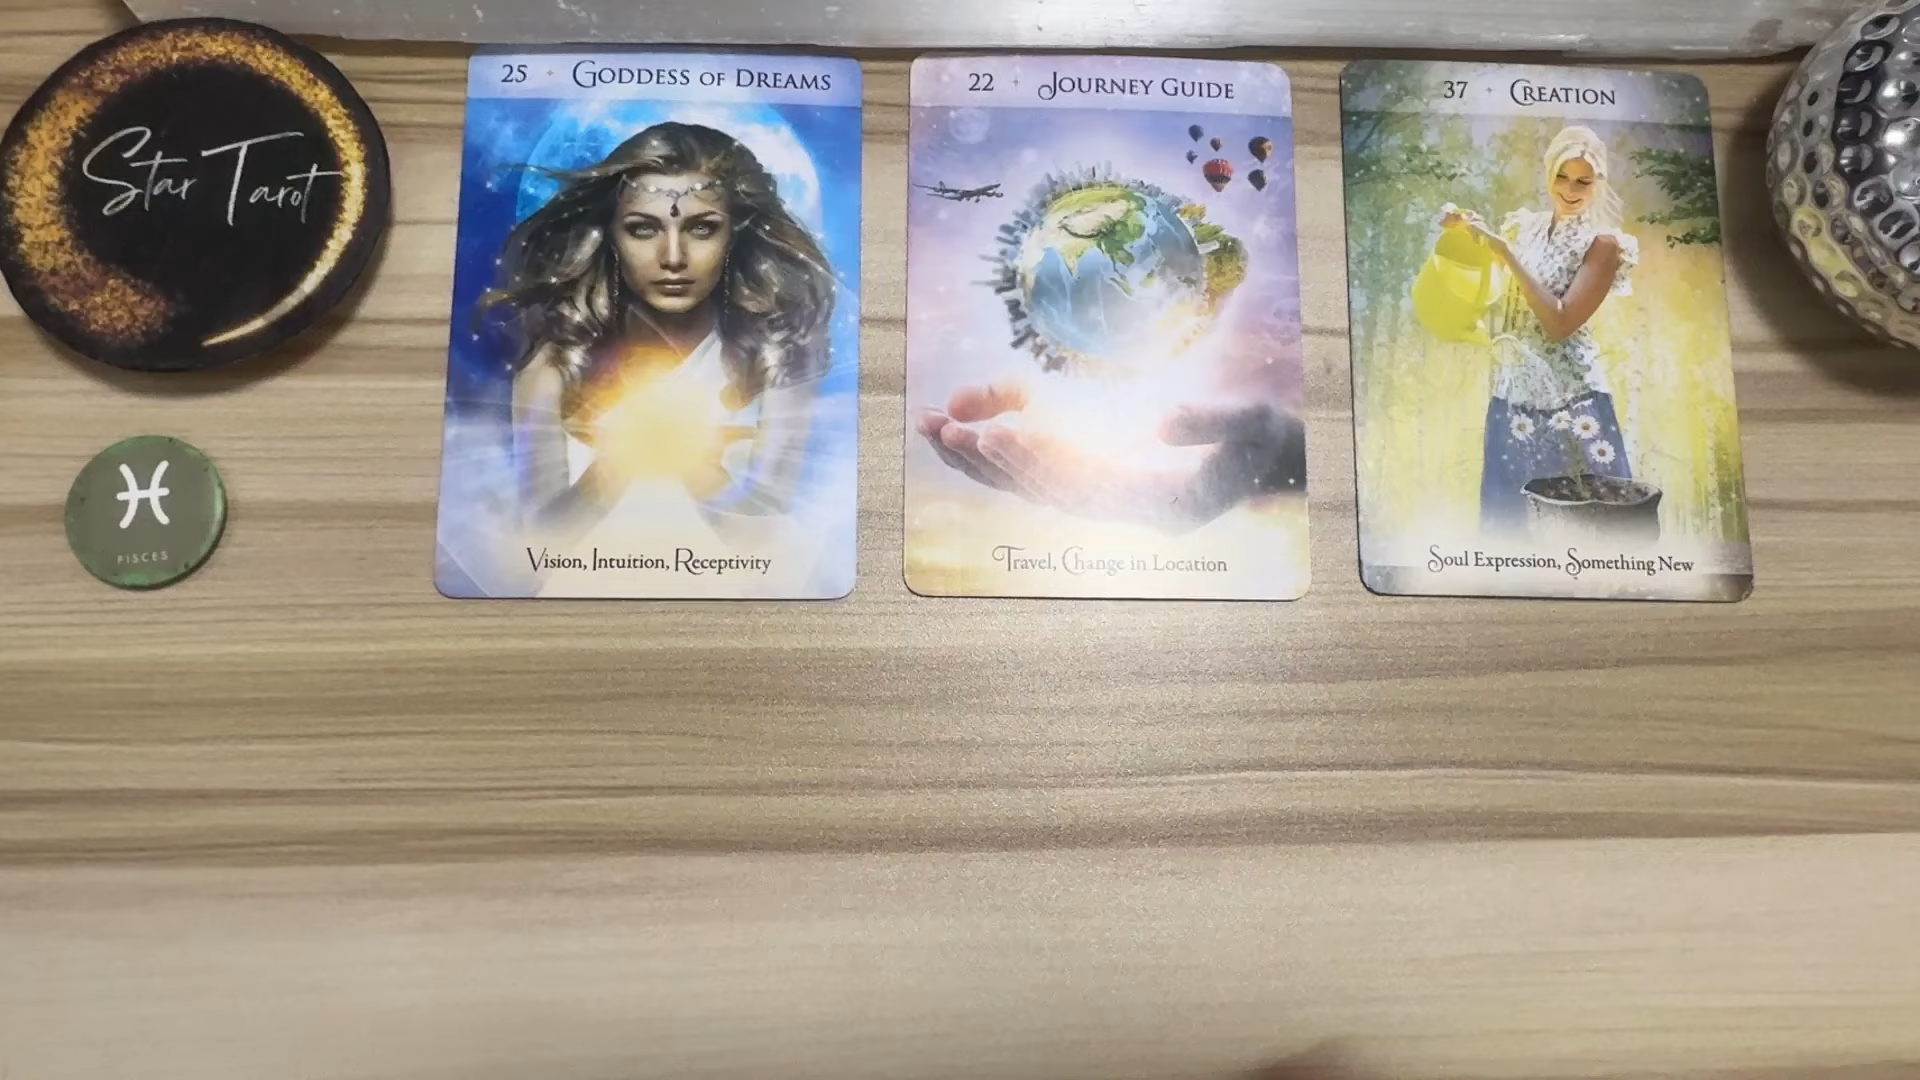 Star Tarot
PISCES
25 GODDESS OF DREAMS
Vision, Intuition, Receptivity
22 JOURNEY GUIDE
Travel, Change in Location
37 CREATION
Soul Expression, Something New